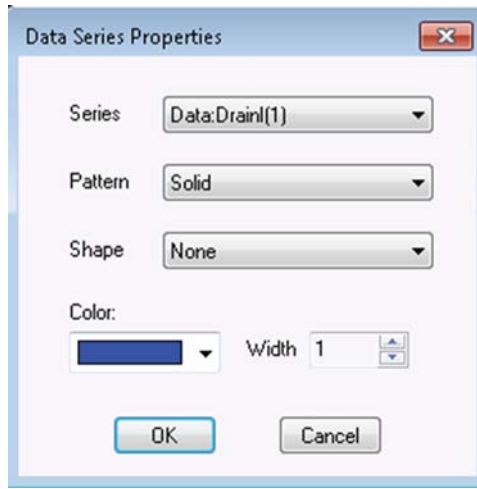 Data Series Properties
Series Data:DrainI(1)
Pattern Solid
Shape None
Color:
Width 1
OK Cancel